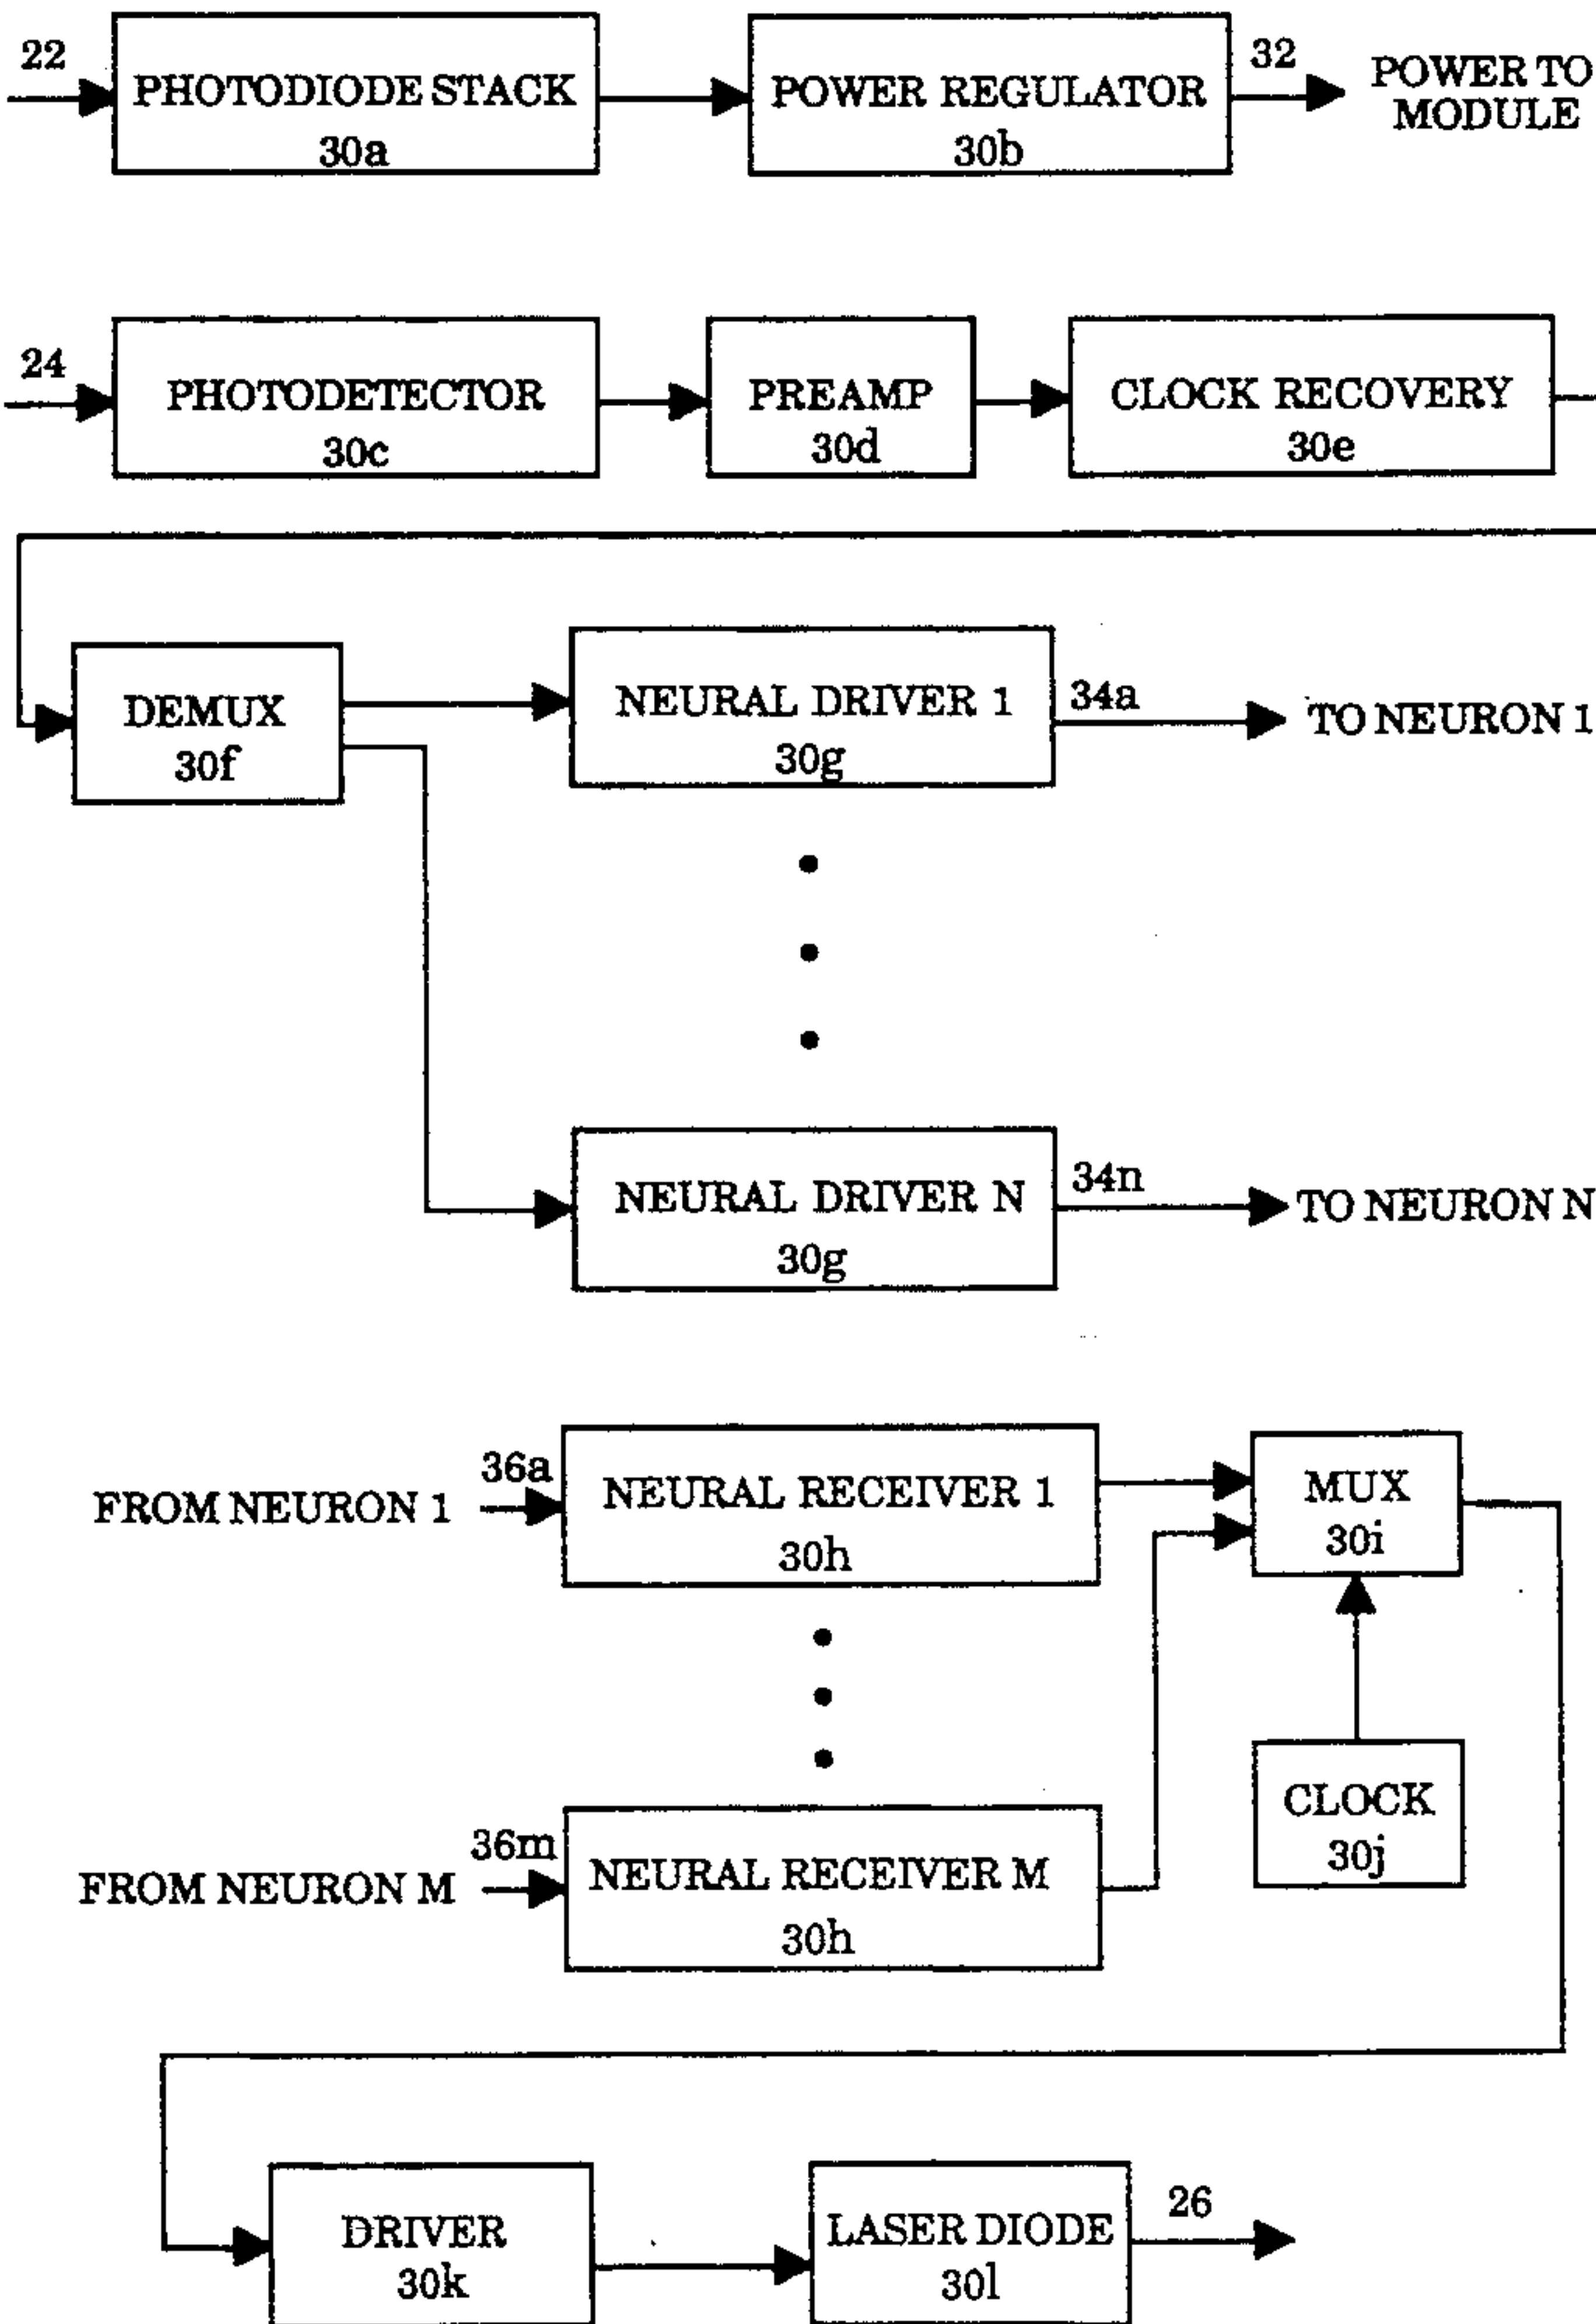 22
PHOTODIODE STACK
30a
POWER REGULATOR
30b
32
POWER TO
MODULE
24
PHOTODETECTOR
30c
PREAMP
30d
CLOCK RECOVERY
30e
DEMUX
30f
NEURAL DRIVER 1
30g
34a
TO NEURON 1
NEURAL DRIVER N
30g
34n
TO NEURON N
FROM NEURON 1
36a
NEURAL RECEIVER 1
30h
MUX
30i
CLOCK
30j
FROM NEURON M
36m
NEURAL RECEIVER M
30h
DRIVER
30k
LASER DIODE
30l
26